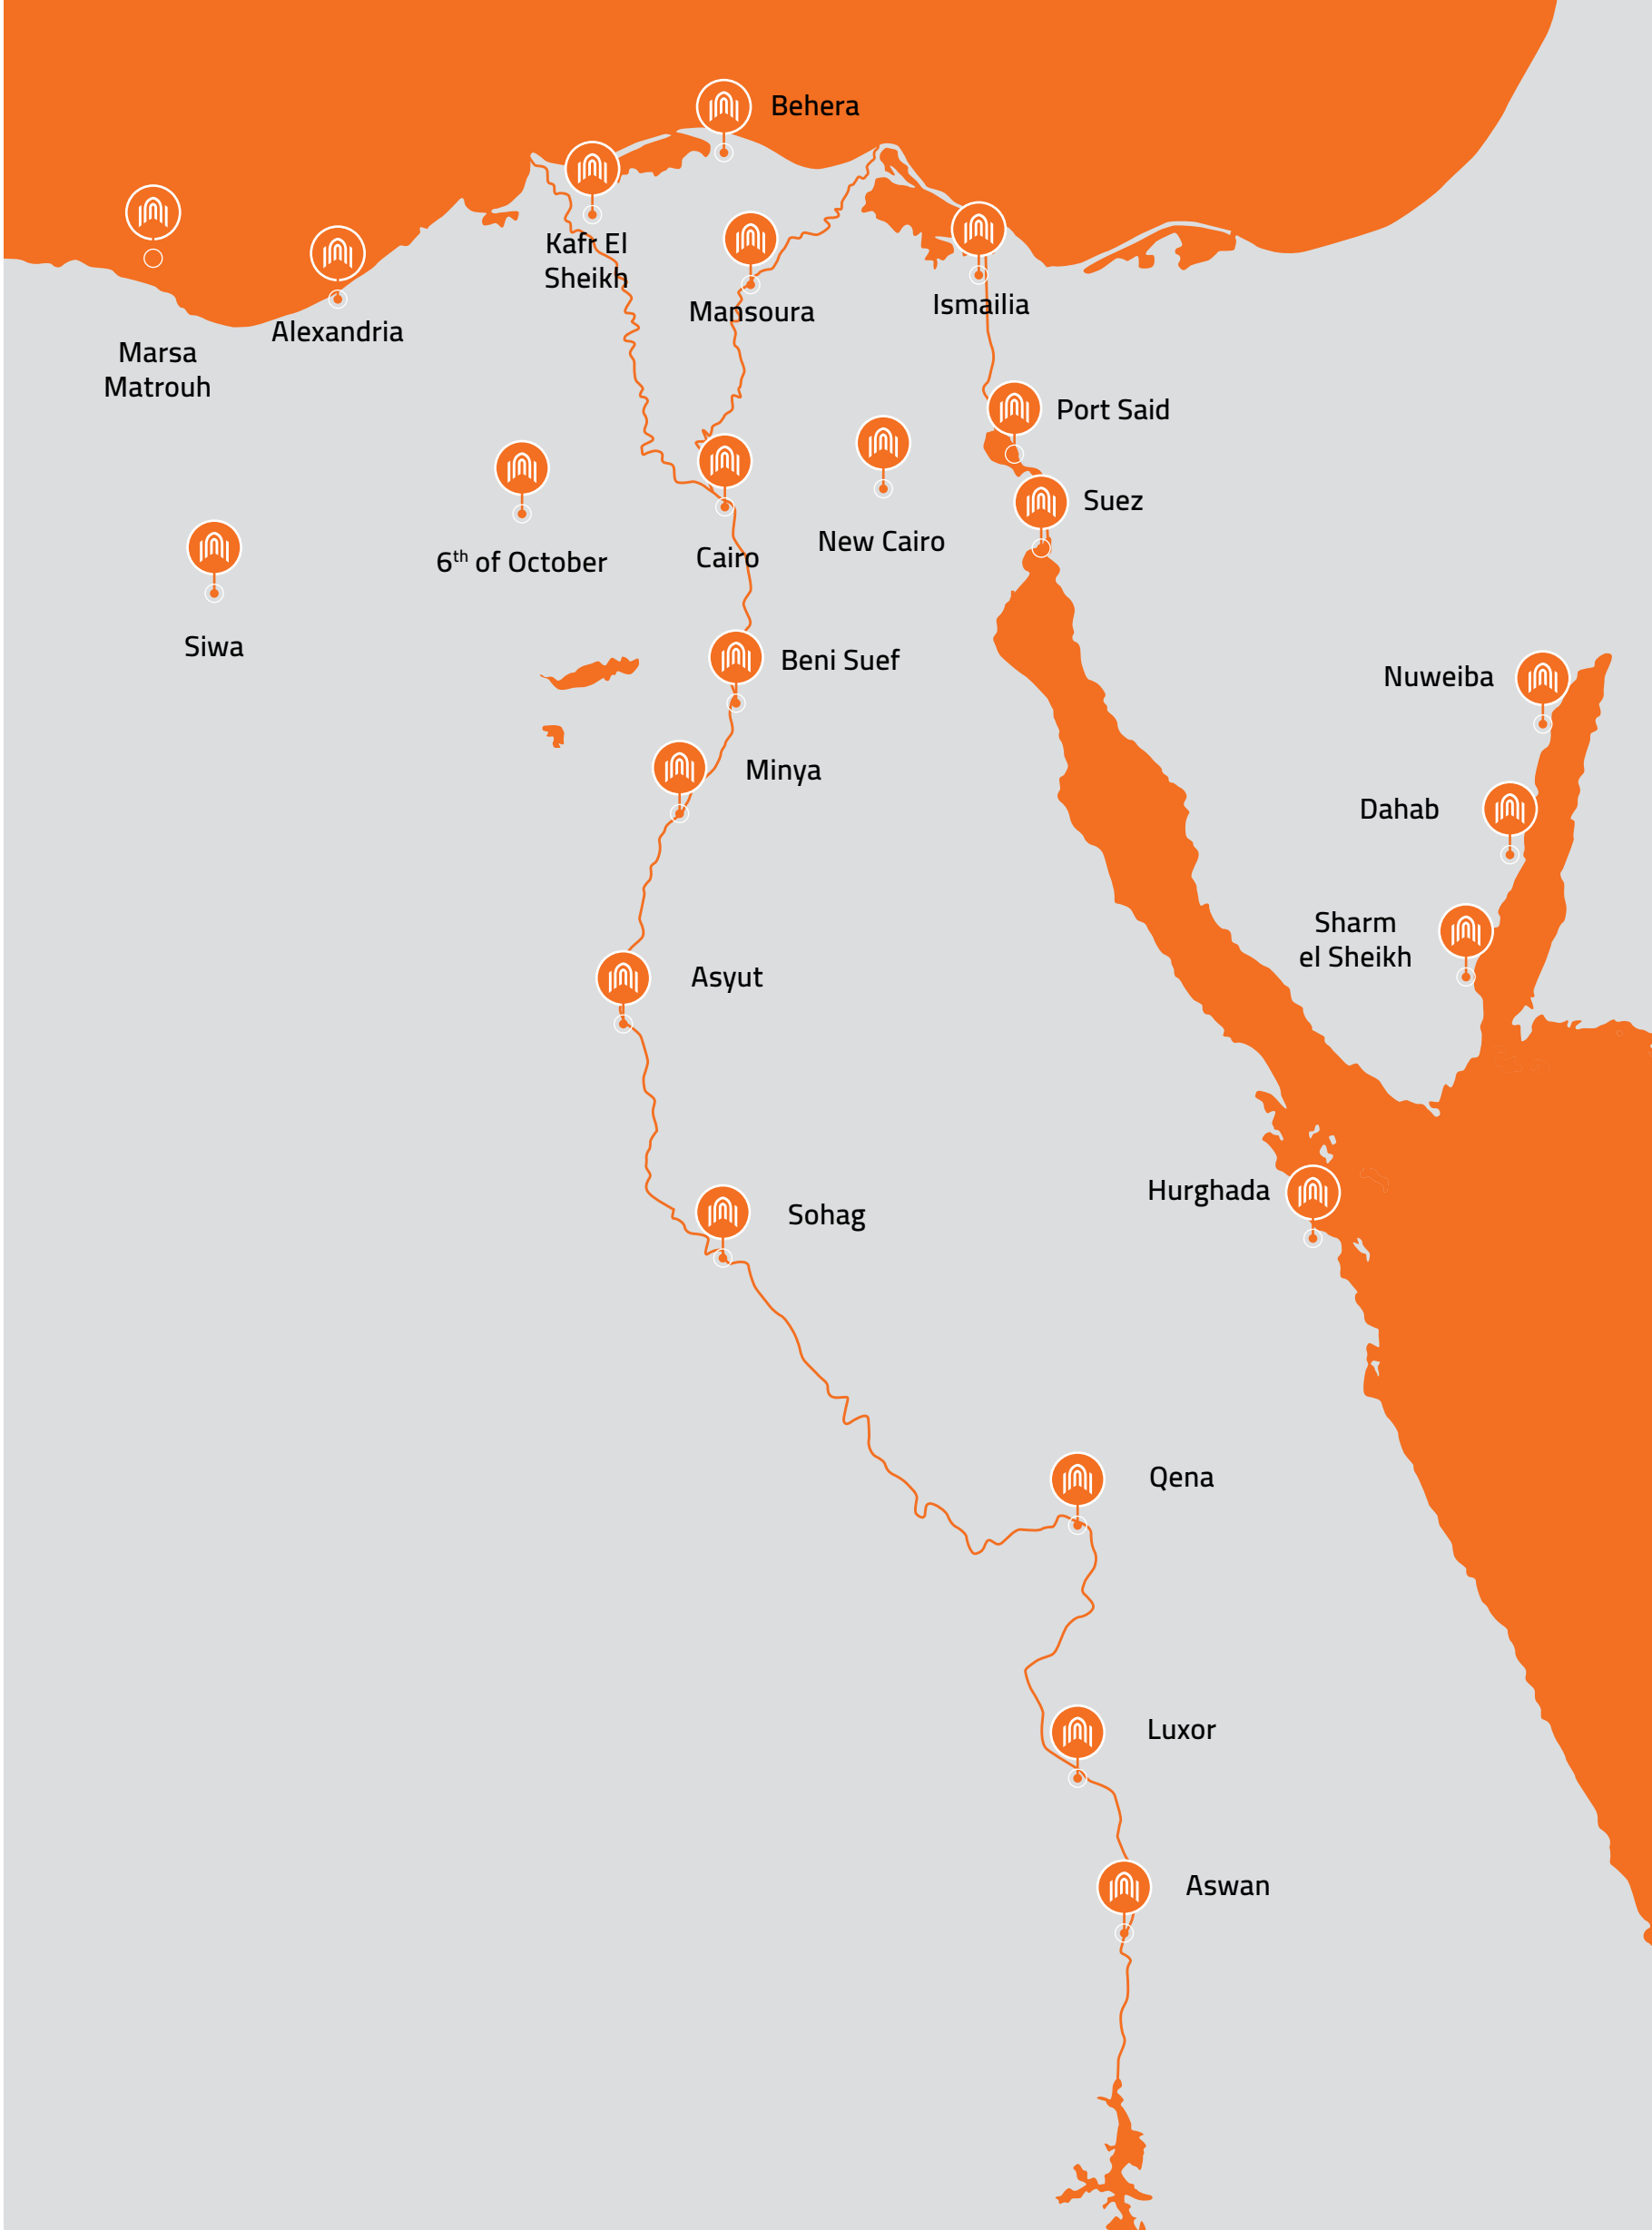 Behera
Kafr El
Sheikh
Mansoura
Ismailia
Alexandria
Marsa
Matrouh
Port Said
Suez
New Cairo
Cairo
6th of October
Siwa
Beni Suef
Nuweiba
Minya
Dahab
Sharm
el Sheikh
Asyut
Hurghada
Sohag
Qena
Luxor
Aswan